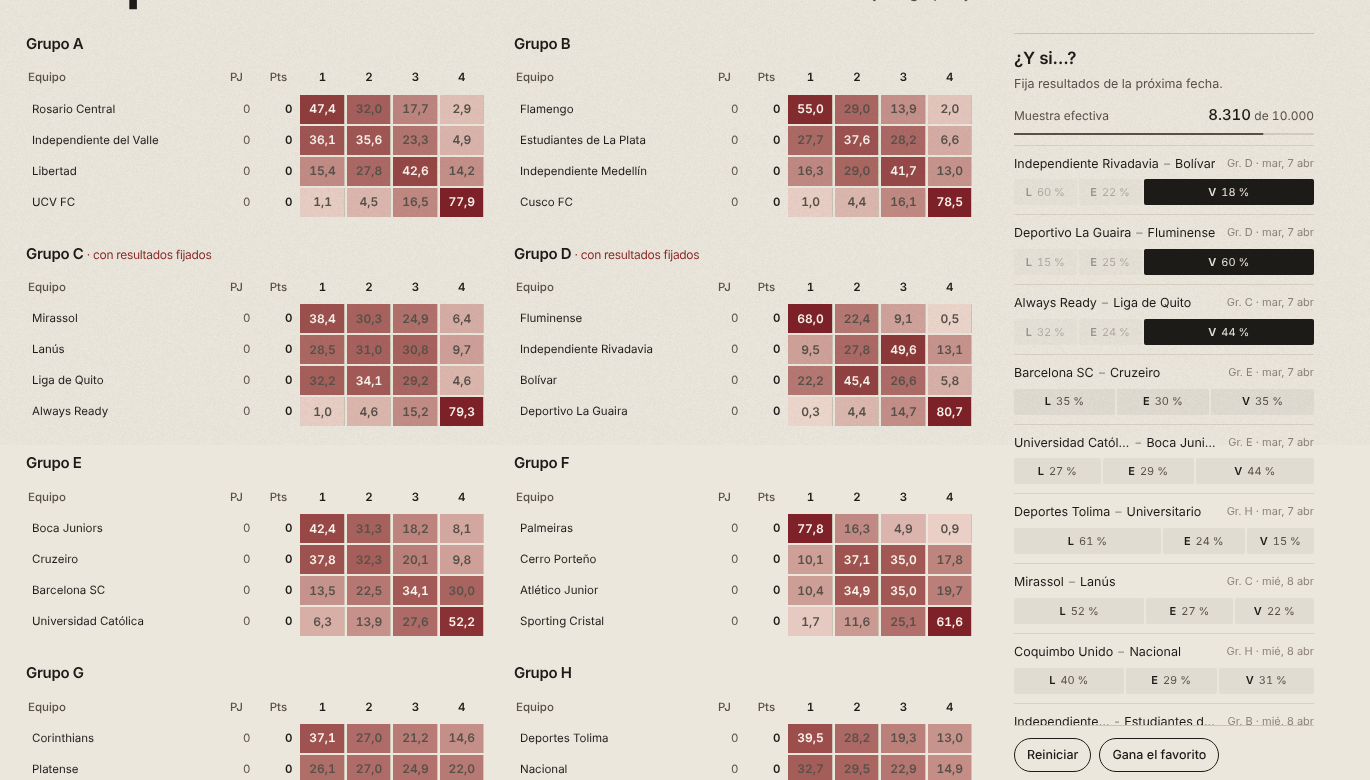 Grupo A
Equipo PJ Pts 1 2 3 4
Rosario Central 0 0 47,4 32,0 17,7 2,9
Independiente del Valle 0 0 36,1 35,6 23,3 4,9
Libertad 0 0 15,4 27,8 42,6 14,2
UCV FC 0 0 1,1 4,5 16,5 77,9
Grupo B
Equipo PJ Pts 1 2 3 4
Flamengo 0 0 55,0 29,0 13,9 2,0
Estudiantes de La Plata 0 0 27,7 37,6 28,2 6,6
Independiente Medellín 0 0 16,3 29,0 41,7 13,0
Cusco FC 0 0 1,0 4,4 16,1 78,5
Grupo C · con resultados fijados
Equipo PJ Pts 1 2 3 4
Mirassol 0 0 38,4 30,3 24,9 6,4
Lanús 0 0 28,5 31,0 30,8 9,7
Liga de Quito 0 0 32,2 34,1 29,2 4,6
Always Ready 0 0 1,0 4,6 15,2 79,3
Grupo D · con resultados fijados
Equipo PJ Pts 1 2 3 4
Fluminense 0 0 68,0 22,4 9,1 0,5
Independiente Rivadavia 0 0 9,5 27,8 49,6 13,1
Bolívar 0 0 22,2 45,4 26,6 5,8
Deportivo La Guaira 0 0 0,3 4,4 14,7 80,7
Grupo E
Equipo PJ Pts 1 2 3 4
Boca Juniors 0 0 42,4 31,3 18,2 8,1
Cruzeiro 0 0 37,8 32,3 20,1 9,8
Barcelona SC 0 0 13,5 22,5 34,1 30,0
Universidad Católica 0 0 6,3 13,9 27,6 52,2
Grupo F
Equipo PJ Pts 1 2 3 4
Palmeiras 0 0 77,8 16,3 4,9 0,9
Cerro Porteño 0 0 10,1 37,1 35,0 17,8
Atlético Junior 0 0 10,4 34,9 35,0 19,7
Sporting Cristal 0 0 1,7 11,6 25,1 61,6
Grupo G
Equipo PJ Pts 1 2 3 4
Corinthians 0 0 37,1 27,0 21,2 14,6
Platense 0 0 26,1 27,0 24,9 22,0
Grupo H
Equipo PJ Pts 1 2 3 4
Deportes Tolima 0 0 39,5 28,2 19,3 13,0
Nacional 0 0 32,7 29,5 22,9 14,9
¿Y si…?
Fija resultados de la próxima fecha.
Muestra efectiva 8.310 de 10.000
Independiente Rivadavia – Bolívar Gr. D · mar, 7 abr
L 60 % E 22 % V 18 %
Deportivo La Guaira – Fluminense Gr. D · mar, 7 abr
L 15 % E 25 % V 60 %
Always Ready – Liga de Quito Gr. C · mar, 7 abr
L 32 % E 24 % V 44 %
Barcelona SC – Cruzeiro Gr. E · mar, 7 abr
L 35 % E 30 % V 35 %
Universidad Catól… – Boca Juni… Gr. E · mar, 7 abr
L 27 % E 29 % V 44 %
Deportes Tolima – Universitario Gr. H · mar, 7 abr
L 61 % E 24 % V 15 %
Mirassol – Lanús Gr. C · mié, 8 abr
L 52 % E 27 % V 22 %
Coquimbo Unido – Nacional Gr. H · mié, 8 abr
L 40 % E 29 % V 31 %
Independiente… – Estudiantes d… Gr. B · mié, 8 abr
Reiniciar Gana el favorito